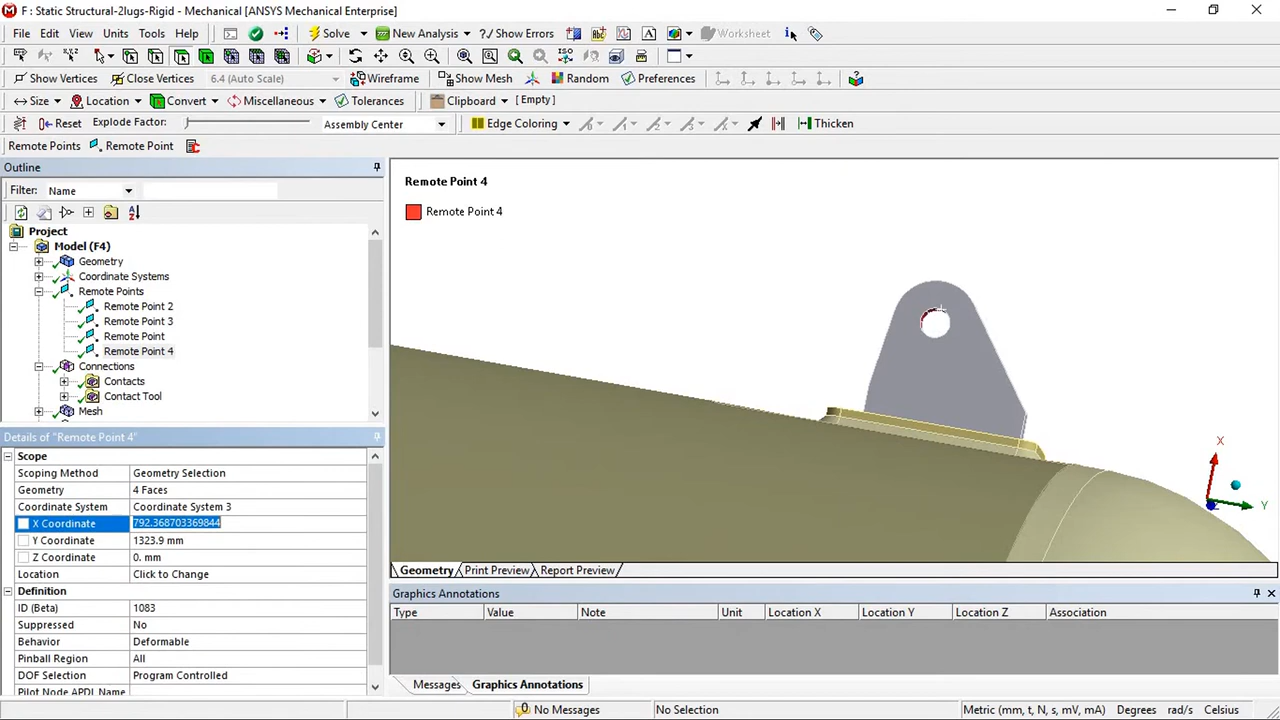 F : Static Structural-2lugs-Rigid - Mechanical [ANSYS Mechanical Enterprise]
File Edit View Units Tools Help Solve New Analysis ?/ Show Errors Worksheet
Show Vertices Close Vertices 6.4 (Auto Scale) Wireframe Show Mesh Random Preferences
Size Location Convert Miscellaneous Tolerances Clipboard [ Empty ]
Reset Explode Factor: Assembly Center Edge Coloring Thicken
Remote Points Remote Point
Outline
Filter: Name
Project
Model (F4)
Geometry
Coordinate Systems
Remote Points
Remote Point 2
Remote Point 3
Remote Point
Remote Point 4
Connections
Contacts
Contact Tool
Mesh
Details of "Remote Point 4"
Scope
Scoping Method Geometry Selection
Geometry 4 Faces
Coordinate System Coordinate System 3
X Coordinate 792.368703369844
Y Coordinate 1323.9 mm
Z Coordinate 0. mm
Location Click to Change
Definition
ID (Beta) 1083
Suppressed No
Behavior Deformable
Pinball Region All
DOF Selection Program Controlled
Pilot Node APDL Name
Remote Point 4
Remote Point 4
X
Y
Geometry Print Preview Report Preview
Graphics Annotations
Type Value Note Unit Location X Location Y Location Z Association
Messages Graphics Annotations
0 No Messages No Selection Metric (mm, t, N, s, mV, mA) Degrees rad/s Celsius